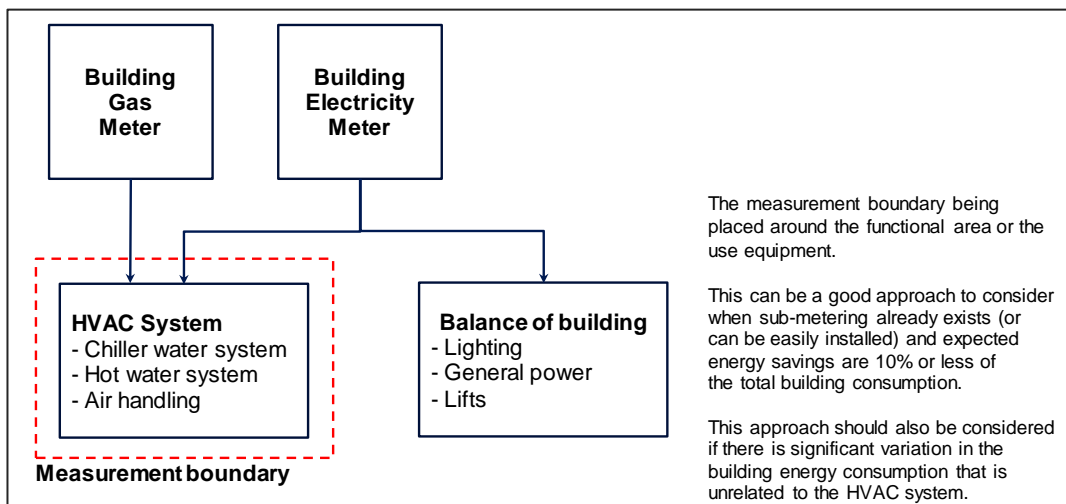 Building
Gas
Meter
Building
Electricity
Meter
HVAC System
- Chiller water system
- Hot water system
- Air handling
Measurement boundary
Balance of building
- Lighting
- General power
- Lifts
The measurement boundary being
placed around the functional area or the
use equipment.
This can be a good approach to consider
when sub-metering already exists (or
can be easily installed) and expected
energy savings are 10% or less of
the total building consumption.
This approach should also be considered
if there is significant variation in the
building energy consumption that is
unrelated to the HVAC system.